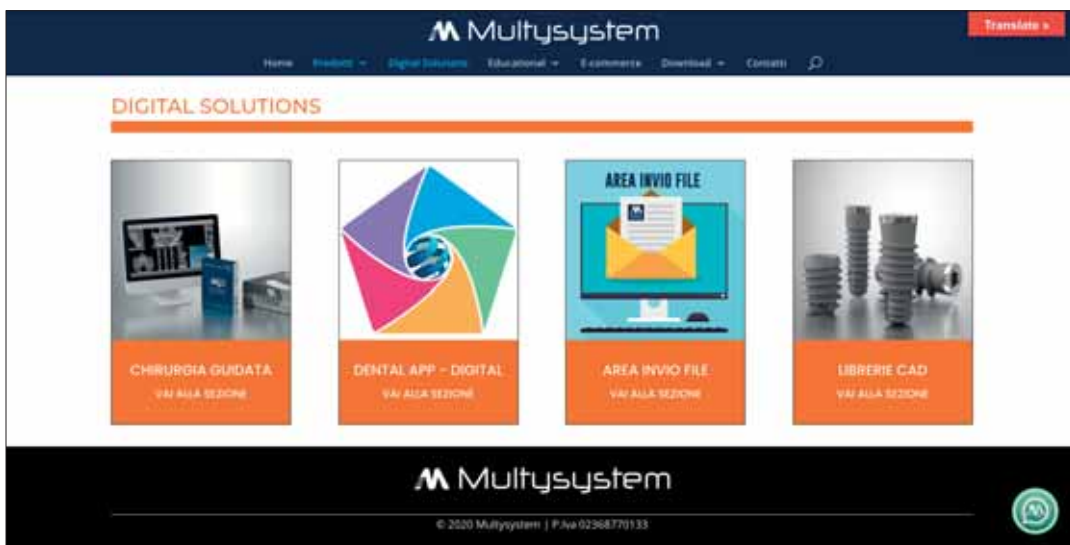 Multysystem
Translate »
Home Prodotti Digital Solutions Educational E-commerce Download Contatti
DIGITAL SOLUTIONS
AREA INVIO FILE
CHIRURGIA GUIDATA
VAI ALLA SEZIONE
DENTAL APP – DIGITAL
VAI ALLA SEZIONE
AREA INVIO FILE
VAI ALLA SEZIONE
LIBRERIE CAD
VAI ALLA SEZIONE
Multysystem
© 2020 Multysystem | P.Iva 02368770133